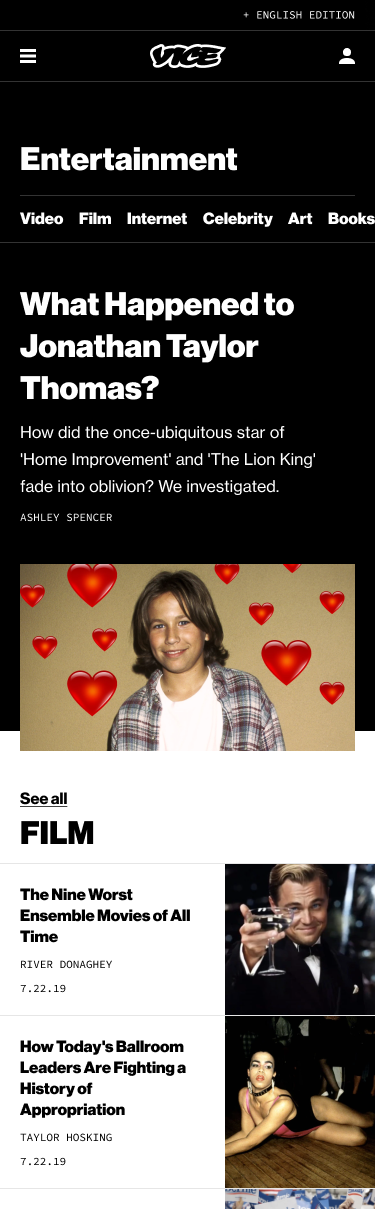 + ENGLISH EDITION
VICE
Entertainment
Video Film Internet Celebrity Art Books
What Happened to
Jonathan Taylor
Thomas?
How did the once-ubiquitous star of
'Home Improvement' and 'The Lion King'
fade into oblivion? We investigated.
ASHLEY SPENCER
See all
FILM
The Nine Worst
Ensemble Movies of All
Time
RIVER DONAGHEY
7.22.19
How Today's Ballroom
Leaders Are Fighting a
History of
Appropriation
TAYLOR HOSKING
7.22.19